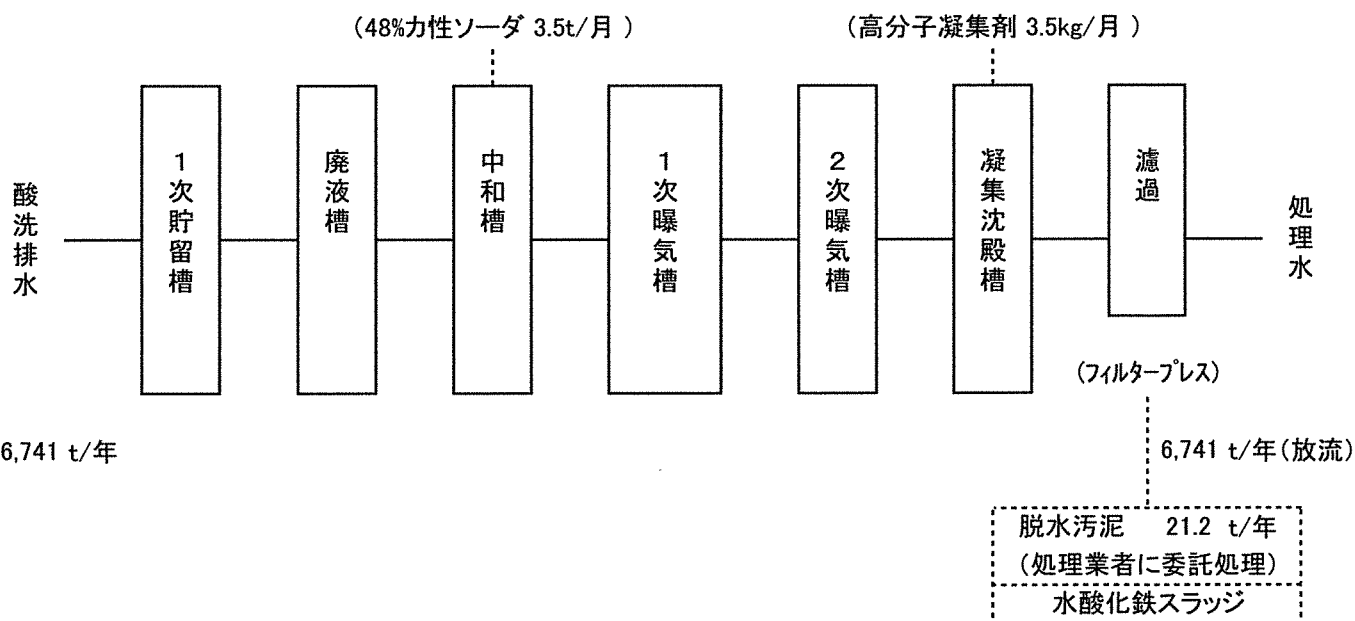 (48%力性ソーダ 3.5t/月 )
(高分子凝集剤 3.5kg/月 )
酸洗排水
1次貯留槽
廃液槽
中和槽
1次曝気槽
2次曝気槽
凝集沈殿槽
濾過
処理水
(フィルタープレス)
6,741 t/年
6,741 t/年(放流)
脱水汚泥 21.2 t/年
(処理業者に委託処理)
水酸化鉄スラッジ